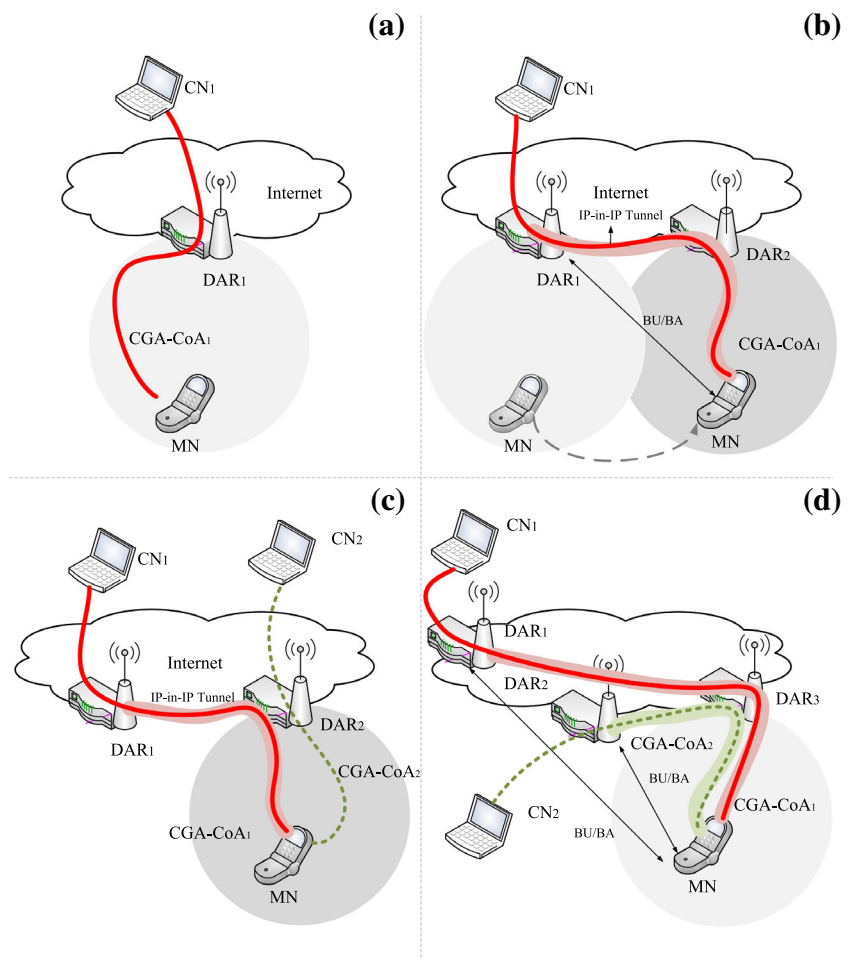 (a)
CN1
Internet
DAR1
CGA-CoA1
MN
(b)
CN1
Internet
IP-in-IP Tunnel
DAR1
DAR2
BU/BA
CGA-CoA1
MN
MN
(c)
CN1
CN2
Internet
IP-in-IP Tunnel
DAR1
DAR2
CGA-CoA2
CGA-CoA1
MN
(d)
CN1
DAR1
DAR2
DAR3
CGA-CoA2
BU/BA
CGA-CoA1
CN2
BU/BA
MN